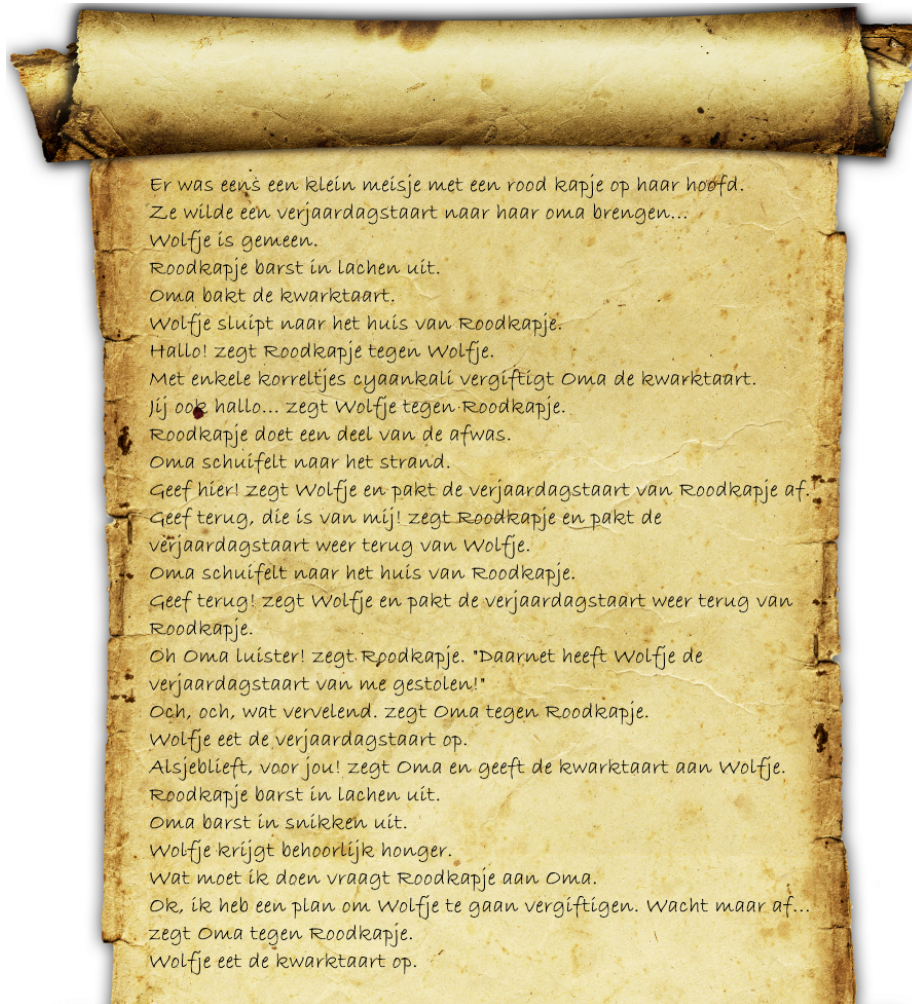 Er was eens een klein meisje met een rood kapje op haar hoofd.
Ze wilde een verjaardagstaart naar haar oma brengen...
Wolfje is gemeen.
Roodkapje barst in lachen uit.
Oma bakt de kwarktaart.
Wolfje sluipt naar het huis van Roodkapje.
Hallo! zegt Roodkapje tegen Wolfje.
Met enkele korreltjes cyaankali vergiftigt Oma de kwarktaart.
Jij ook hallo... zegt Wolfje tegen Roodkapje.
Roodkapje doet een deel van de afwas.
Oma schuifelt naar het strand.
Geef hier! zegt Wolfje en pakt de verjaardagstaart van Roodkapje af.
Geef terug, die is van mij! zegt Roodkapje en pakt de
verjaardagstaart weer terug van Wolfje.
Oma schuifelt naar het huis van Roodkapje.
Geef terug! zegt Wolfje en pakt de verjaardagstaart weer terug van
Roodkapje.
Oh Oma luister! zegt Roodkapje. "Daarnet heeft Wolfje de
verjaardagstaart van me gestolen!"
Och, och, wat vervelend. zegt Oma tegen Roodkapje.
Wolfje eet de verjaardagstaart op.
Alsjeblieft, voor jou! zegt Oma en geeft de kwarktaart aan Wolfje.
Roodkapje barst in lachen uit.
Oma barst in snikken uit.
Wolfje krijgt behoorlijk honger.
Wat moet ik doen vraagt Roodkapje aan Oma.
Ok, ik heb een plan om Wolfje te gaan vergiftigen. Wacht maar af...
zegt Oma tegen Roodkapje.
Wolfje eet de kwarktaart op.